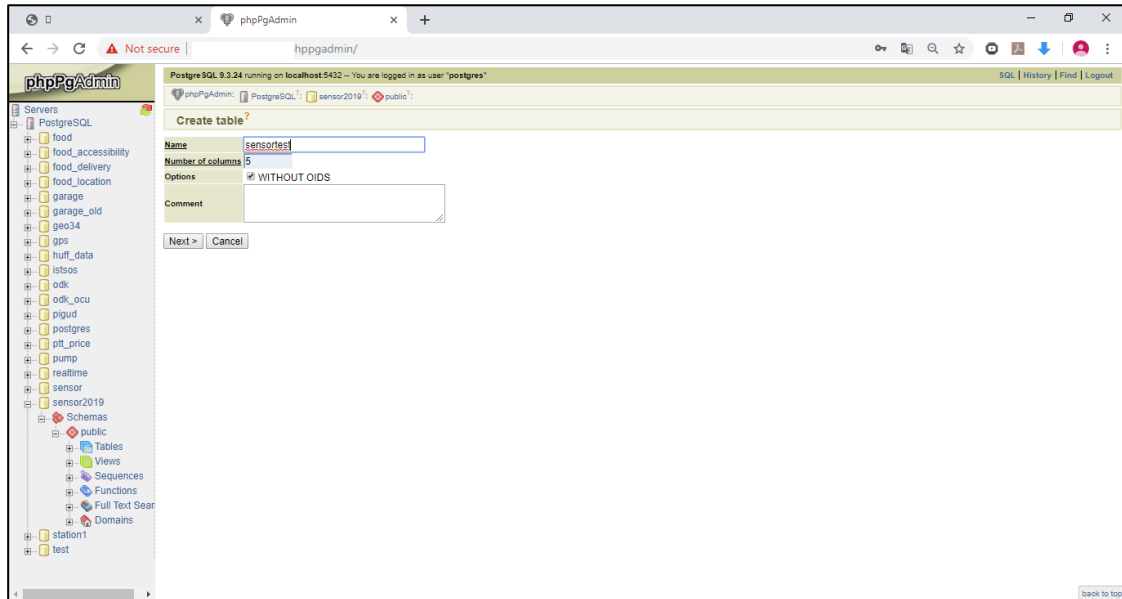 phpPgAdmin
Not secure | hppgadmin/
phpPgAdmin
PostgreSQL 9.3.24 running on localhost:5432 -- You are logged in as user "postgres"
SQL | History | Find | Logout
phpPgAdmin: PostgreSQL?: sensor2019?: public?:
Create table?
Name sensortest
Number of columns 5
Options WITHOUT OIDS
Comment
Next > Cancel
Servers
PostgreSQL
food
food_accessibility
food_delivery
food_location
garage
garage_old
geo34
gps
huff_data
istsos
odk
odk_ocu
pigud
postgres
ptt_price
pump
realtime
sensor
sensor2019
Schemas
public
Tables
Views
Sequences
Functions
Full Text Sear
Domains
station1
test
back to top